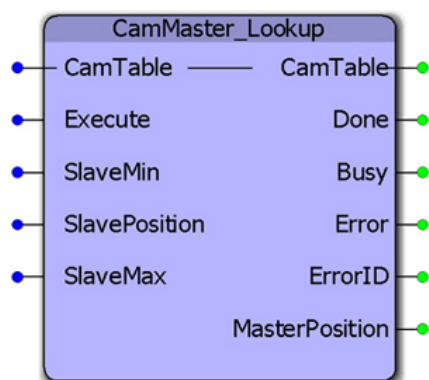 CamMaster_Lookup
CamTable CamTable
Execute Done
SlaveMin Busy
SlavePosition Error
SlaveMax ErrorID
MasterPosition